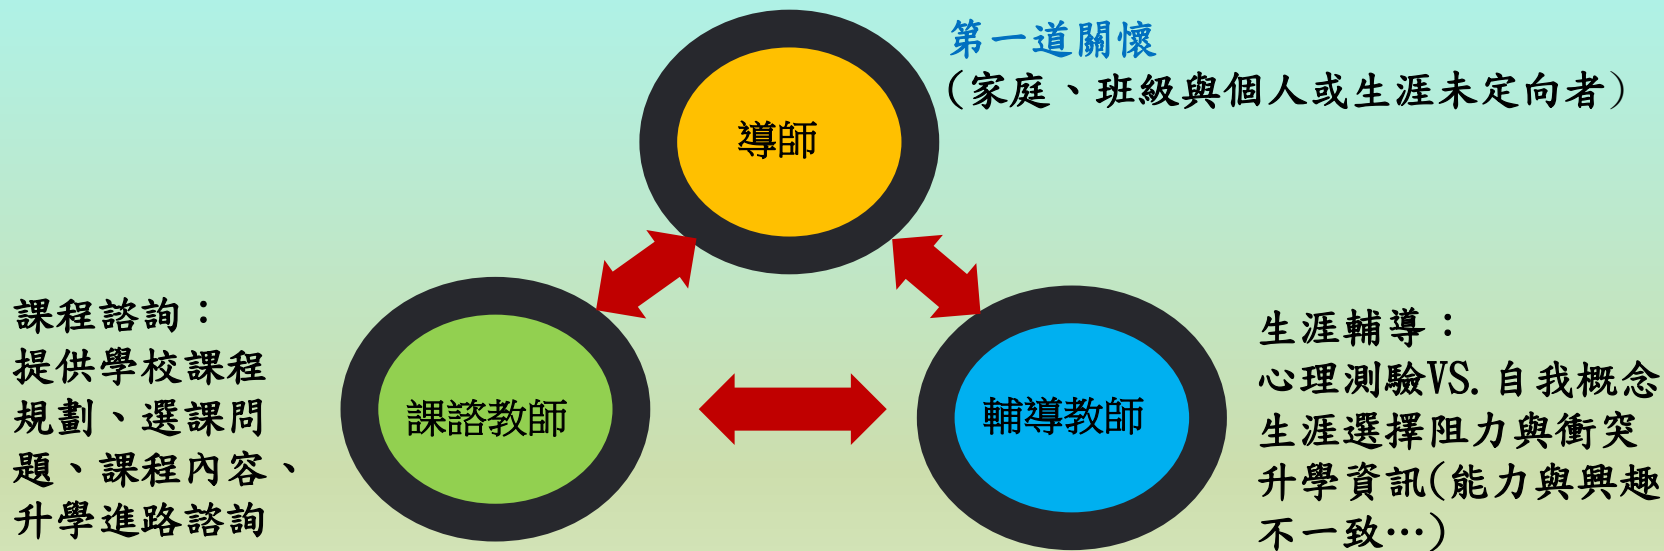 第一道關懷
(家庭、班級與個人或生涯未定向者)
導師
課程諮詢：
提供學校課程
規劃、選課問
題、課程內容、
升學進路諮詢
課諮教師
輔導教師
生涯輔導：
心理測驗VS.自我概念
生涯選擇阻力與衝突
升學資訊(能力與興趣
不一致…)